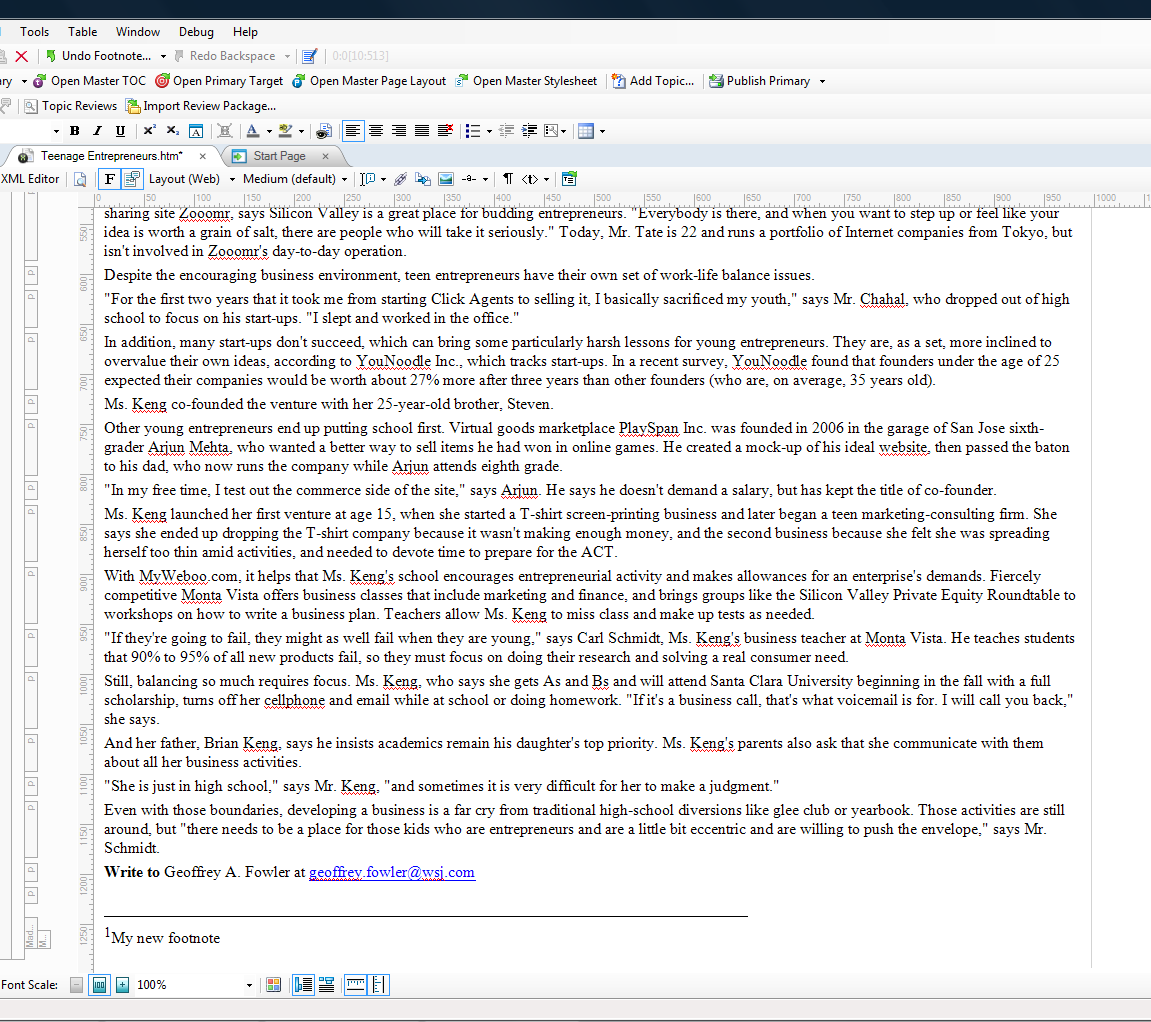 Tools Table Window Debug Help
Undo Footnote... Redo Backspace 0:0[10:513]
ry Open Master TOC Open Primary Target Open Master Page Layout Open Master Stylesheet Add Topic... Publish Primary
Topic Reviews Import Review Package...
B I U X² X₂ A A
Teenage Entrepreneurs.htm* × Start Page ×
XML Editor F Layout (Web) Medium (default) -a- ¶ <t>
0 50 100 150 200 250 300 350 400 450 500 550 600 650 700 750 800 850 900 950 1000
sharing site Zooomr, says Silicon Valley is a great place for budding entrepreneurs. "Everybody is there, and when you want to step up or feel like your
idea is worth a grain of salt, there are people who will take it seriously." Today, Mr. Tate is 22 and runs a portfolio of Internet companies from Tokyo, but
isn't involved in Zooomr's day-to-day operation.
Despite the encouraging business environment, teen entrepreneurs have their own set of work-life balance issues.
"For the first two years that it took me from starting Click Agents to selling it, I basically sacrificed my youth," says Mr. Chahal, who dropped out of high
school to focus on his start-ups. "I slept and worked in the office."
In addition, many start-ups don't succeed, which can bring some particularly harsh lessons for young entrepreneurs. They are, as a set, more inclined to
overvalue their own ideas, according to YouNoodle Inc., which tracks start-ups. In a recent survey, YouNoodle found that founders under the age of 25
expected their companies would be worth about 27% more after three years than other founders (who are, on average, 35 years old).
Ms. Keng co-founded the venture with her 25-year-old brother, Steven.
Other young entrepreneurs end up putting school first. Virtual goods marketplace PlaySpan Inc. was founded in 2006 in the garage of San Jose sixth-
grader Arjun Mehta, who wanted a better way to sell items he had won in online games. He created a mock-up of his ideal website, then passed the baton
to his dad, who now runs the company while Arjun attends eighth grade.
"In my free time, I test out the commerce side of the site," says Arjun. He says he doesn't demand a salary, but has kept the title of co-founder.
Ms. Keng launched her first venture at age 15, when she started a T-shirt screen-printing business and later began a teen marketing-consulting firm. She
says she ended up dropping the T-shirt company because it wasn't making enough money, and the second business because she felt she was spreading
herself too thin amid activities, and needed to devote time to prepare for the ACT.
With MyWeboo.com, it helps that Ms. Keng's school encourages entrepreneurial activity and makes allowances for an enterprise's demands. Fiercely
competitive Monta Vista offers business classes that include marketing and finance, and brings groups like the Silicon Valley Private Equity Roundtable to
workshops on how to write a business plan. Teachers allow Ms. Keng to miss class and make up tests as needed.
"If they're going to fail, they might as well fail when they are young," says Carl Schmidt, Ms. Keng's business teacher at Monta Vista. He teaches students
that 90% to 95% of all new products fail, so they must focus on doing their research and solving a real consumer need.
Still, balancing so much requires focus. Ms. Keng, who says she gets As and Bs and will attend Santa Clara University beginning in the fall with a full
scholarship, turns off her cellphone and email while at school or doing homework. "If it's a business call, that's what voicemail is for. I will call you back,"
she says.
And her father, Brian Keng, says he insists academics remain his daughter's top priority. Ms. Keng's parents also ask that she communicate with them
about all her business activities.
"She is just in high school," says Mr. Keng, "and sometimes it is very difficult for her to make a judgment."
Even with those boundaries, developing a business is a far cry from traditional high-school diversions like glee club or yearbook. Those activities are still
around, but "there needs to be a place for those kids who are entrepreneurs and are a little bit eccentric and are willing to push the envelope," says Mr.
Schmidt.
Write to Geoffrey A. Fowler at geoffrey.fowler@wsj.com
1My new footnote
550 600 650 700 750 800 850 900 950 1000 1050 1100 1150 1200 1250
Mad... M...
Font Scale: 100%